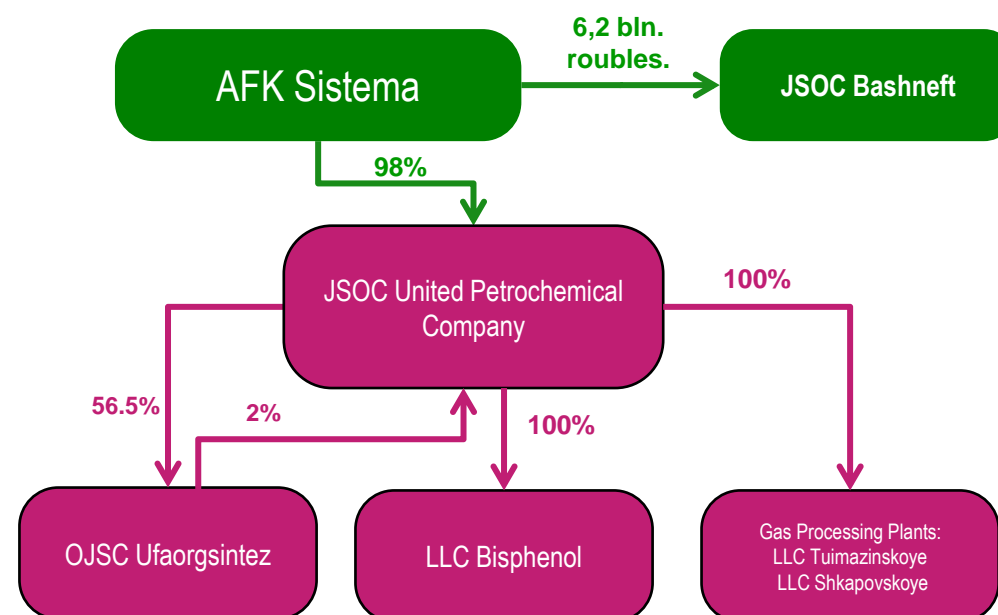 6,2 bln.
roubles.
AFK Sistema
JSOC Bashneft
98%
JSOC United Petrochemical
Company
100%
56.5%
2%
100%
OJSC Ufaorgsintez
LLC Bisphenol
Gas Processing Plants:
LLC Tuimazinskoye
LLC Shkapovskoye